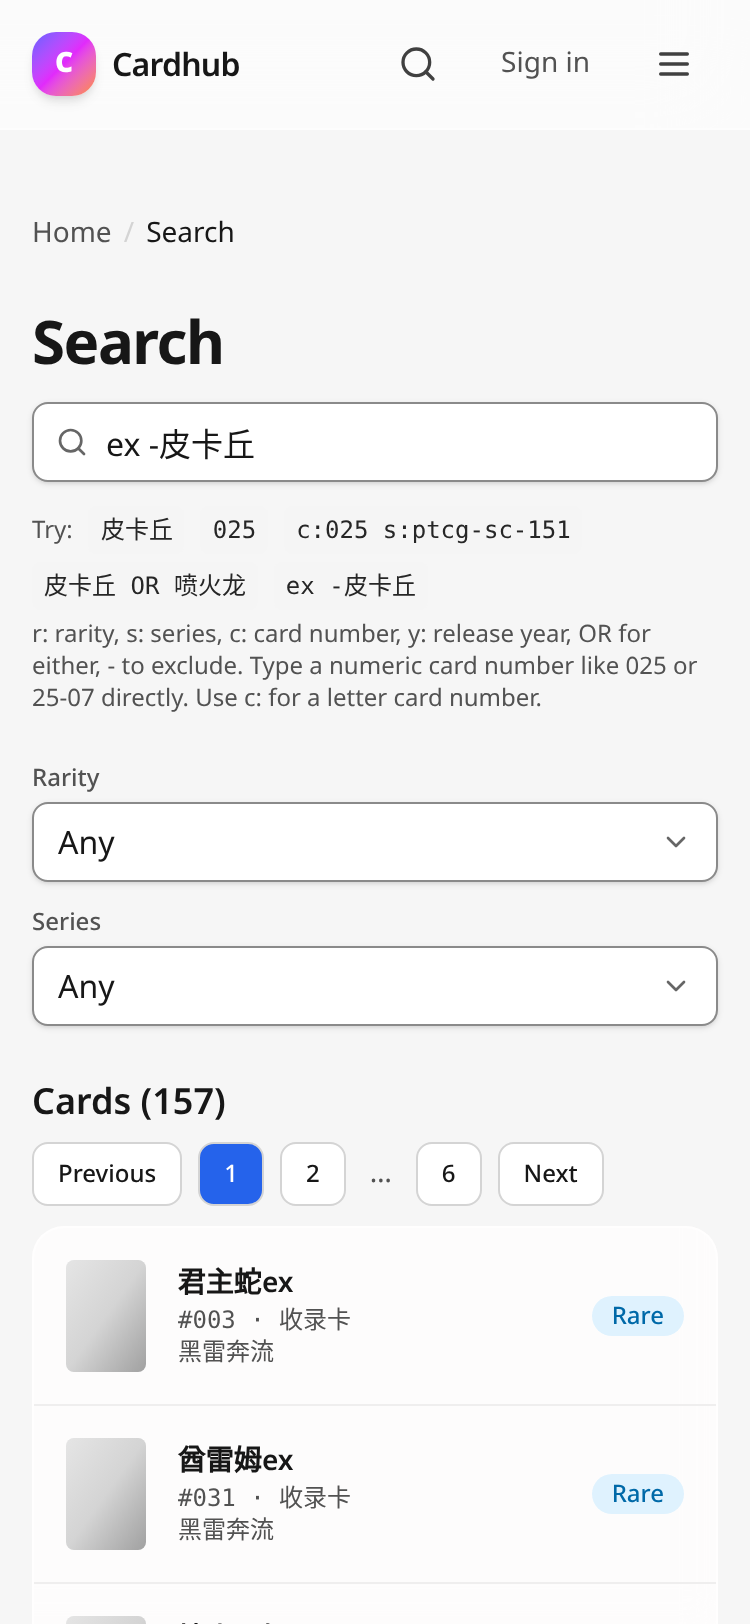 C Cardhub Sign in
Home / Search
Search
ex -皮卡丘
Try: 皮卡丘 025 c:025 s:ptcg-sc-151
皮卡丘 OR 喷火龙 ex -皮卡丘
r: rarity, s: series, c: card number, y: release year, OR for
either, - to exclude. Type a numeric card number like 025 or
25-07 directly. Use c: for a letter card number.
Rarity
Any
Series
Any
Cards (157)
Previous 1 2 ... 6 Next
君主蛇ex
#003 · 收录卡
黑雷奔流
Rare
酋雷姆ex
#031 · 收录卡
黑雷奔流
Rare